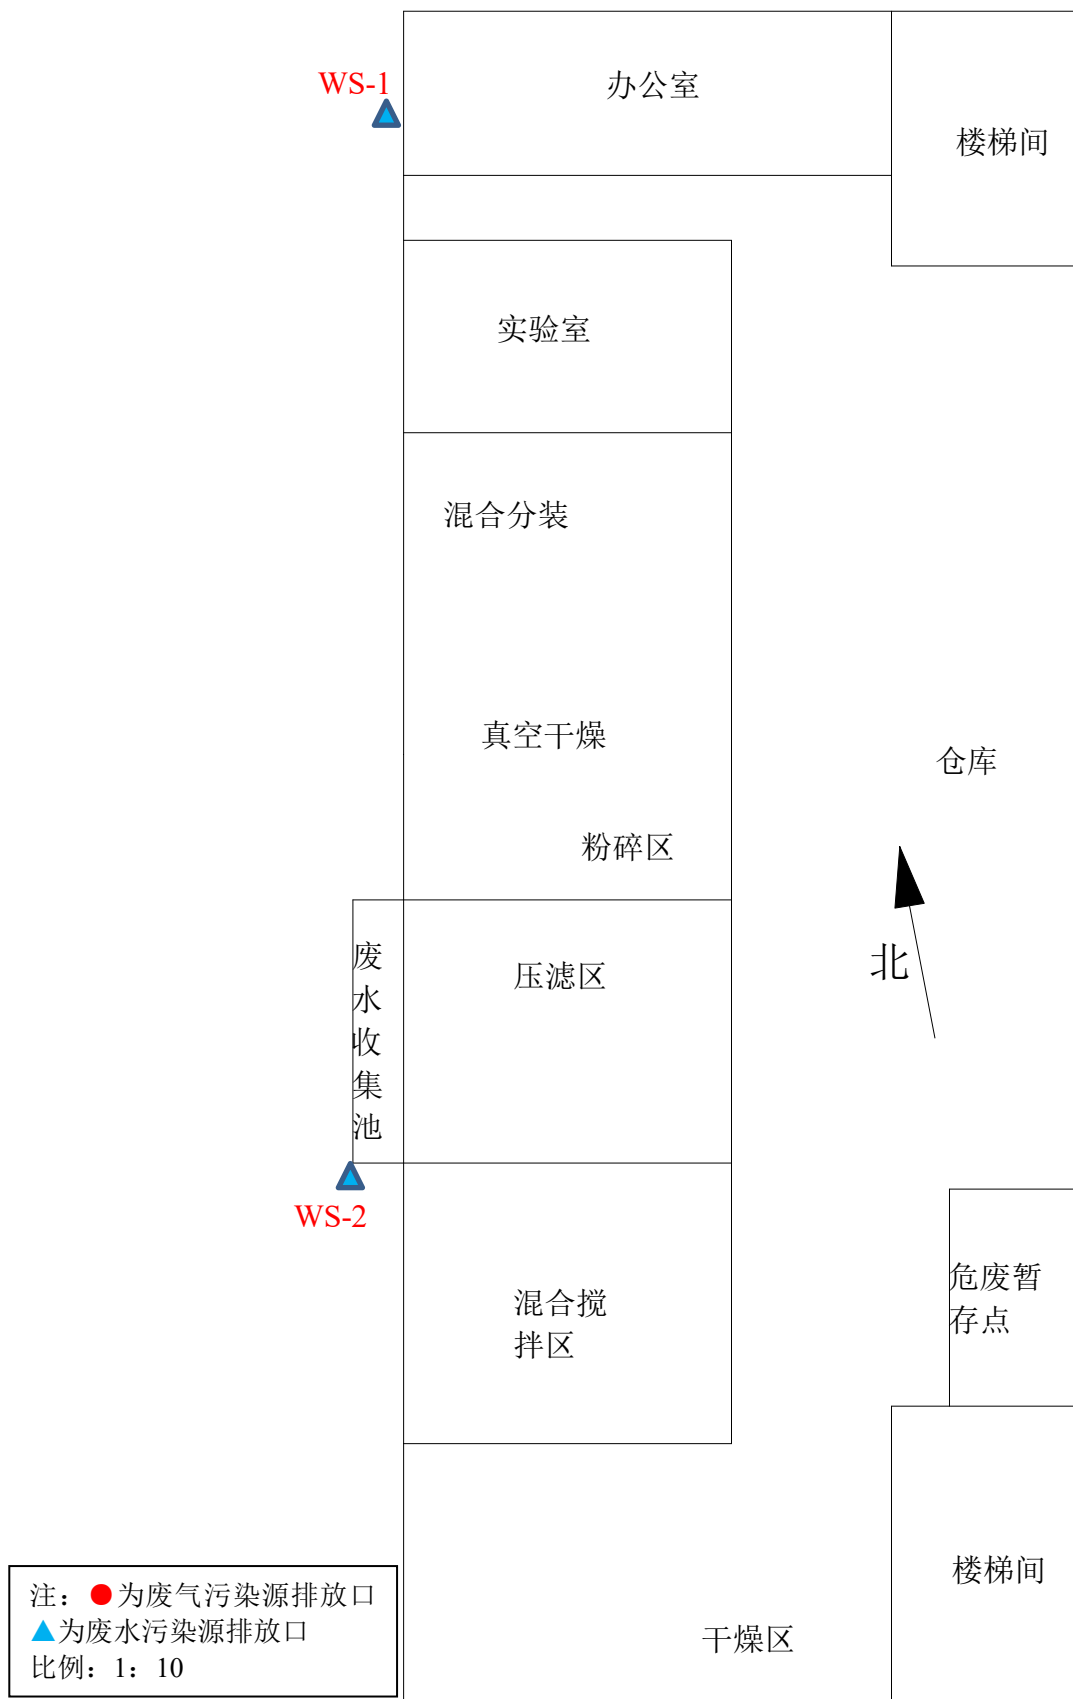 WS-1
办公室
楼梯间
实验室
混合分装
真空干燥
仓库
粉碎区
废
水
收
集
池
压滤区
北
WS-2
危废暂
存点
混合搅
拌区
楼梯间
干燥区
注：●为废气污染源排放口
▲为废水污染源排放口
比例：1：10